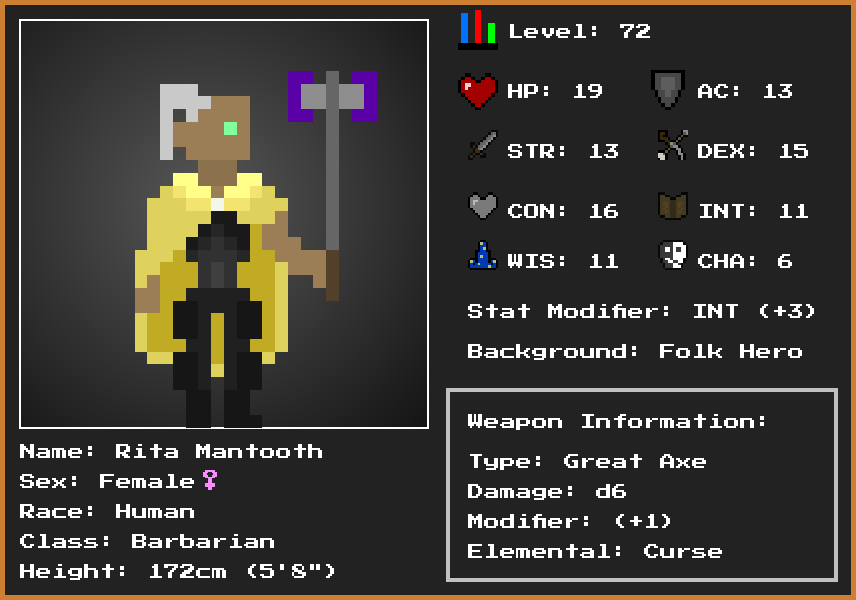 Level: 72
HP: 19
AC: 13
STR: 13
DEX: 15
CON: 16
INT: 11
WIS: 11
CHA: 6
Stat Modifier: INT (+3)
Background: Folk Hero
Weapon Information:
Type: Great Axe
Damage: d6
Modifier: (+1)
Elemental: Curse
Name: Rita Mantooth
Sex: Female♀
Race: Human
Class: Barbarian
Height: 172cm (5'8")